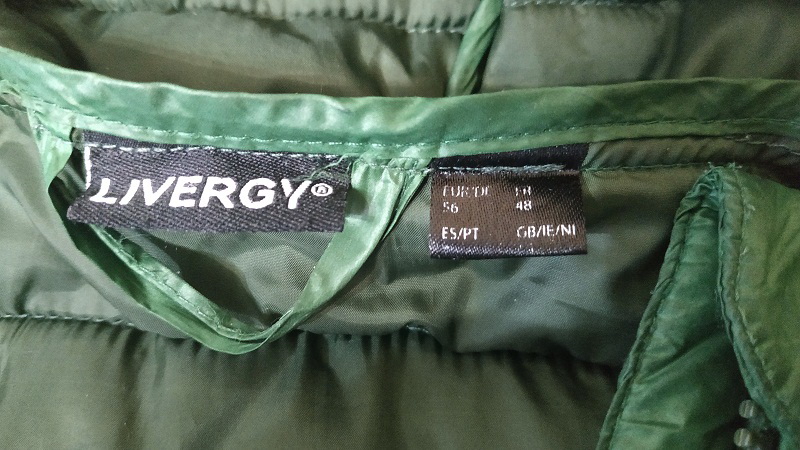 LIVERGY®
EUR/DE FR
56 48
ES/PT GB/IE/NI